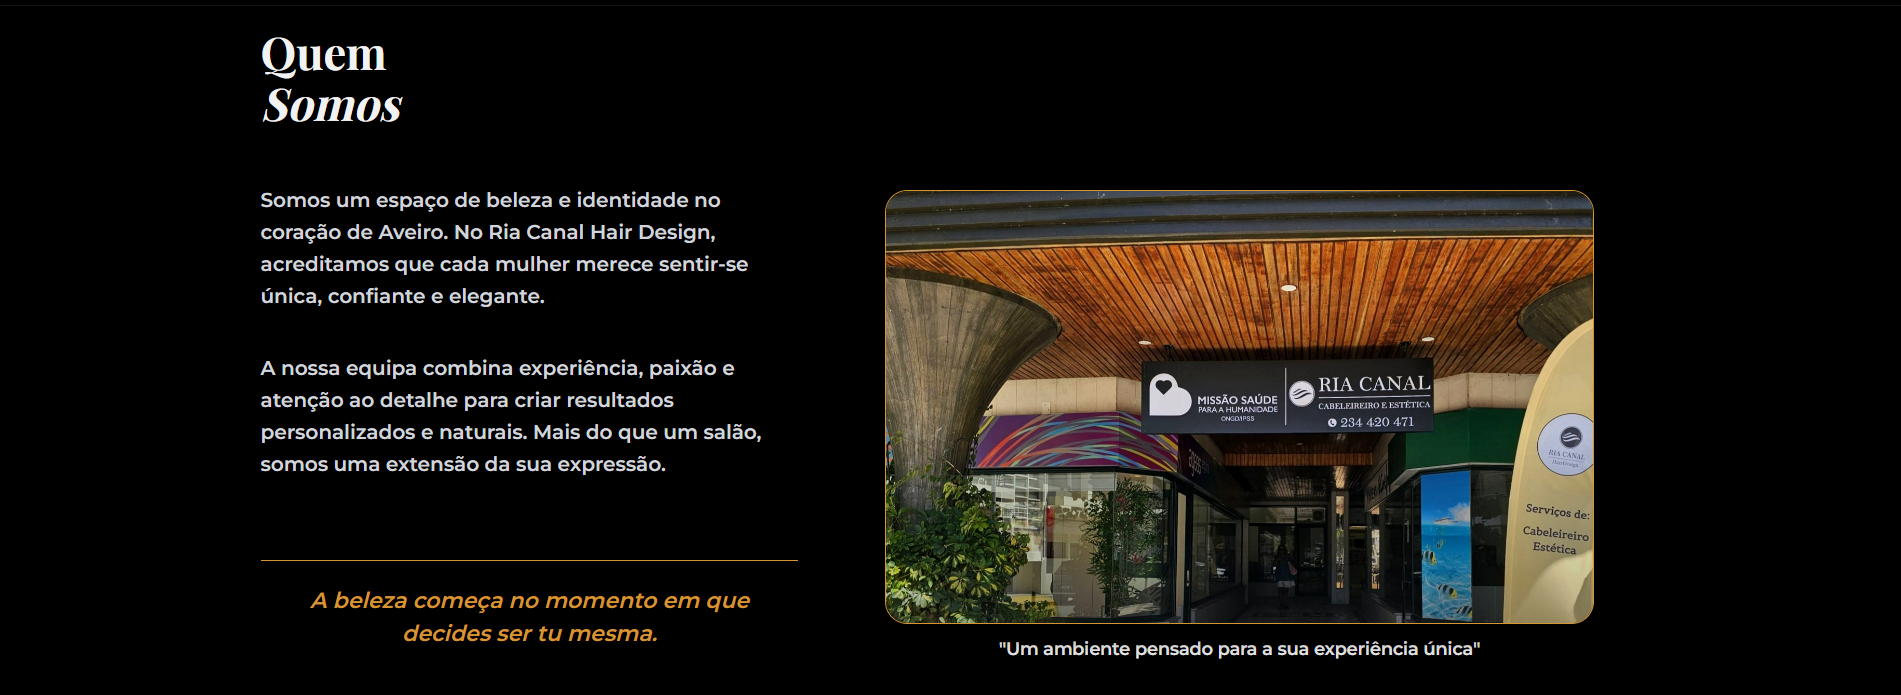 Quem
Somos
Somos um espaço de beleza e identidade no
coração de Aveiro. No Ria Canal Hair Design,
acreditamos que cada mulher merece sentir-se
única, confiante e elegante.
A nossa equipa combina experiência, paixão e
atenção ao detalhe para criar resultados
personalizados e naturais. Mais do que um salão,
somos uma extensão da sua expressão.
A beleza começa no momento em que
decides ser tu mesma.
MISSÃO SAÚDE
PARA A HUMANIDADE
ONGD/IPSS
RIA CANAL
CABELEIREIRO E ESTÉTICA
234 420 471
RIA CANAL
Serviços de:
Cabeleireiro
Estética
"Um ambiente pensado para a sua experiência única"